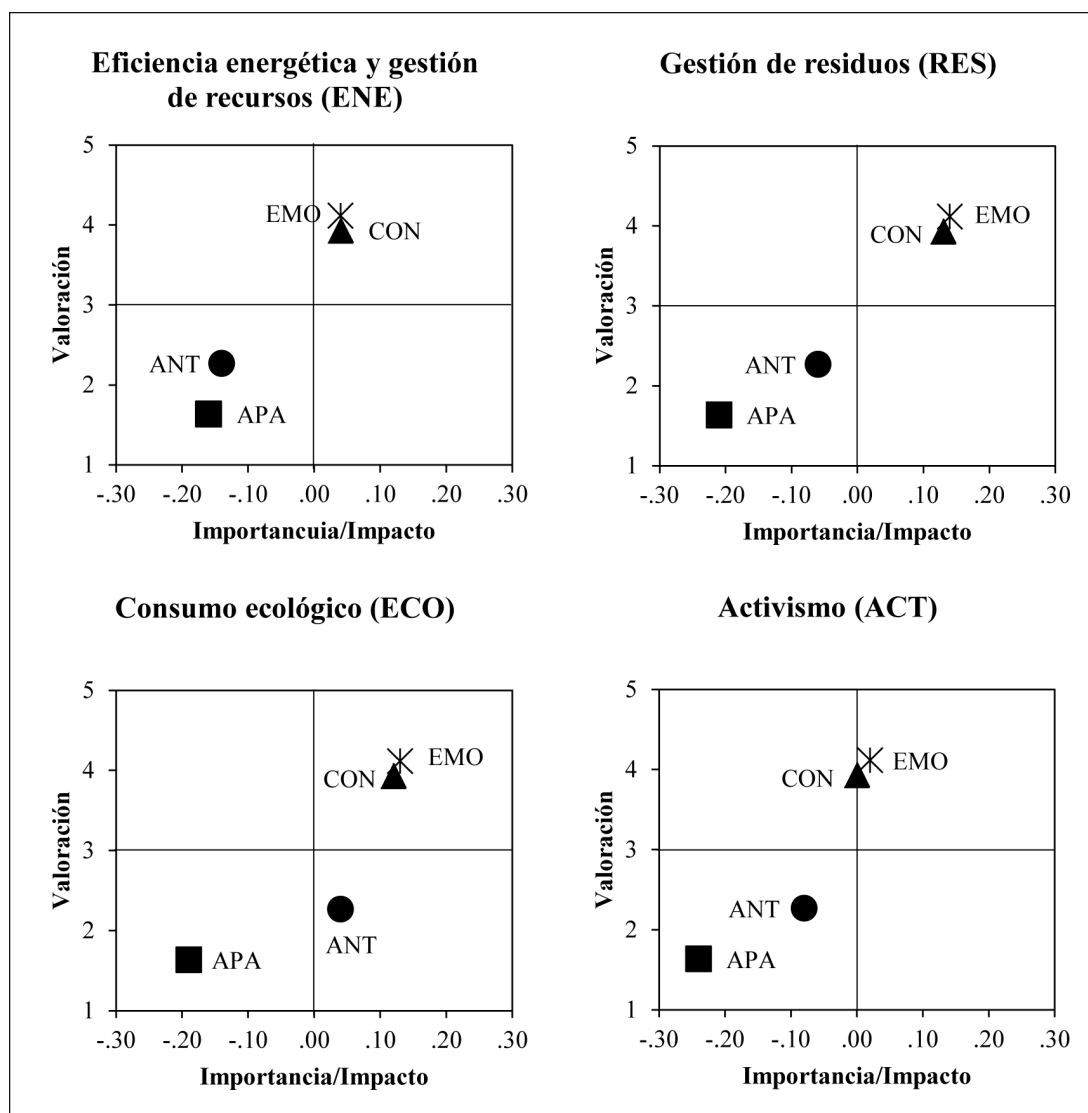 Eficiencia energética y gestión
de recursos (ENE)
5
4
3
2
1
Valoración
EMO
CON
ANT
APA
-.30 -.20 -.10 .00 .10 .20 .30
Importancuia/Impacto
Gestión de residuos (RES)
5
4
3
2
1
Valoración
EMO
CON
ANT
APA
-.30 -.20 -.10 .00 .10 .20 .30
Importancia/Impacto
Consumo ecológico (ECO)
5
4
3
2
1
Valoración
EMO
CON
ANT
APA
-.30 -.20 -.10 .00 .10 .20 .30
Importancia/Impacto
Activismo (ACT)
5
4
3
2
1
Valoración
EMO
CON
ANT
APA
-.30 -.20 -.10 .00 .10 .20 .30
Importancia/Impacto